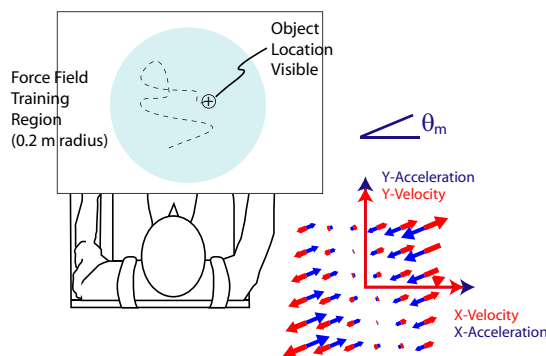 Object
Location
Visible
Force Field
Training
Region
(0.2 m radius)
θm
Y-Acceleration
Y-Velocity
X-Velocity
X-Acceleration